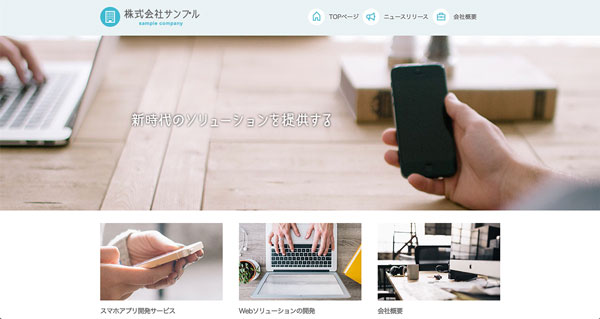 株式会社サンプル
sample company
TOPページ
ニュースリリース
会社概要
新時代のソリューションを提供する
スマホアプリ開発サービス
Webソリューションの開発
会社概要